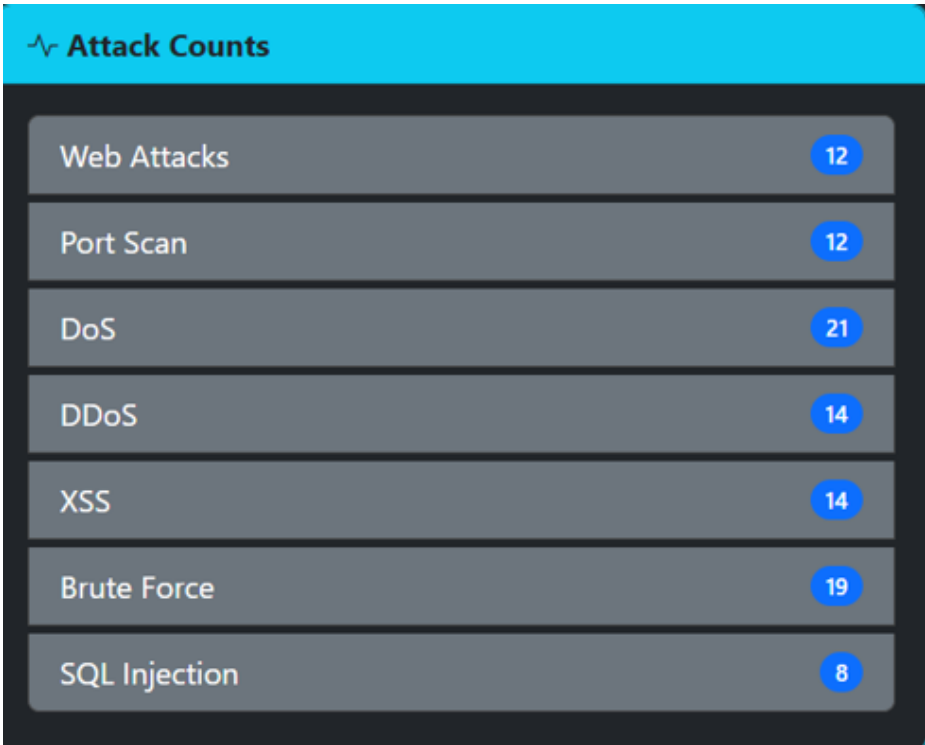 Attack Counts
Web Attacks 12
Port Scan 12
DoS 21
DDoS 14
XSS 14
Brute Force 19
SQL Injection 8